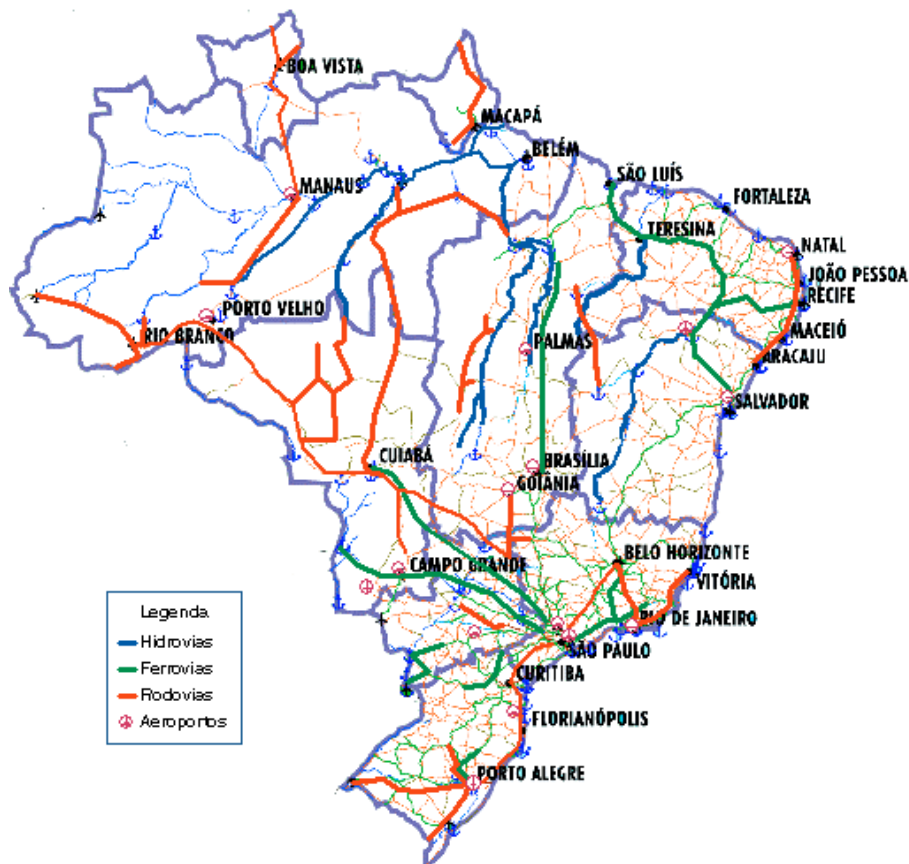 BOA VISTA
MACAPÁ
BELÉM
SÃO LUÍS
MANAUS
FORTALEZA
TERESINA
NATAL
JOÃO PESSOA
RECIFE
PORTO VELHO
RIO BRANCO
MACEIÓ
PALMAS
ARACAJU
SALVADOR
CUIABÁ
BRASÍLIA
GOIÂNIA
BELO HORIZONTE
CAMPO GRANDE
VITÓRIA
RIO DE JANEIRO
SÃO PAULO
CURITIBA
FLORIANÓPOLIS
PORTO ALEGRE
Legenda
Hidrovias
Ferrovias
Rodovias
Aeroportos